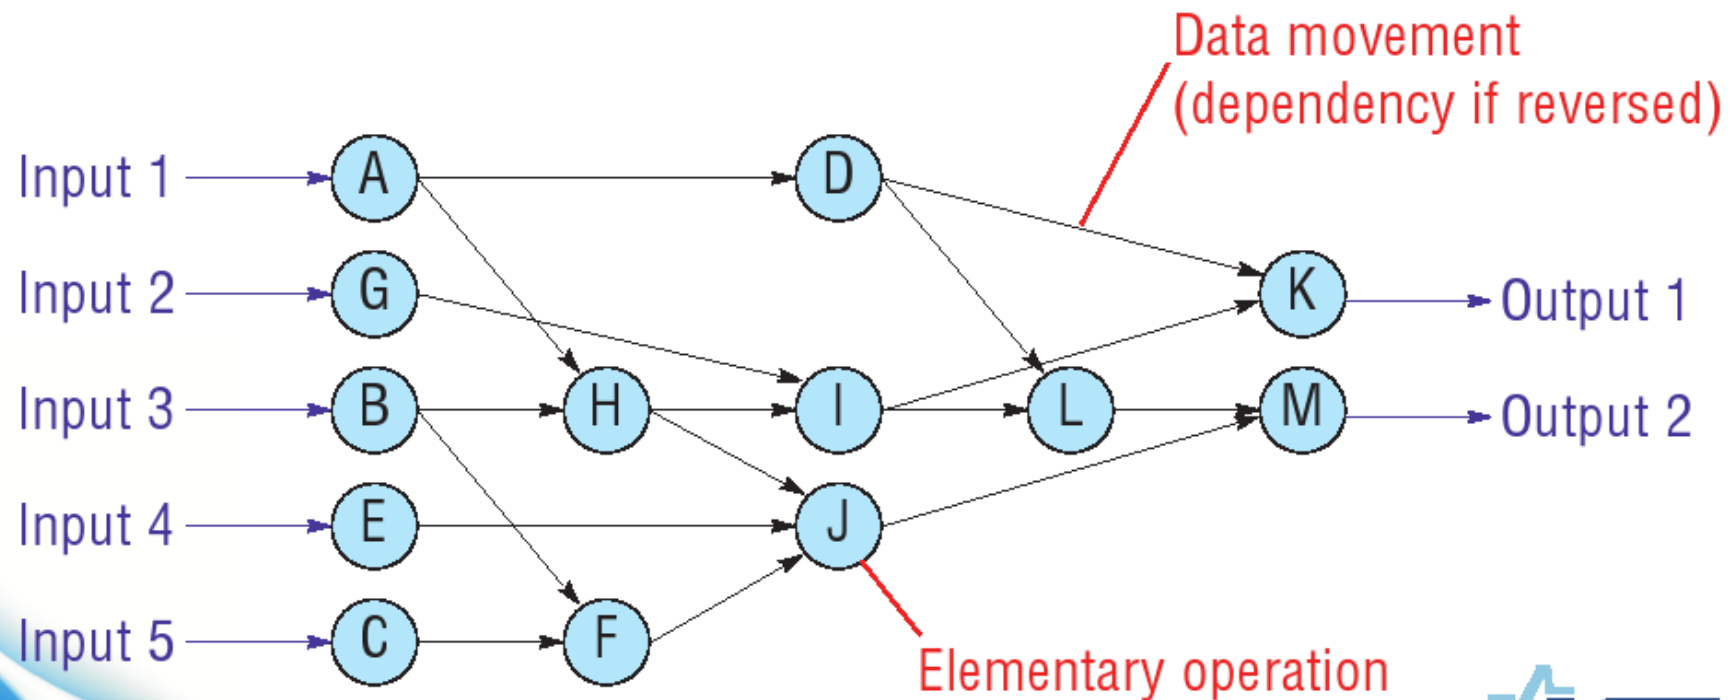 Data movement
(dependency if reversed)
Input 1
A
D
Input 2
G
K
Output 1
Input 3
B
H
I
L
M
Output 2
Input 4
E
J
Input 5
C
F
Elementary operation